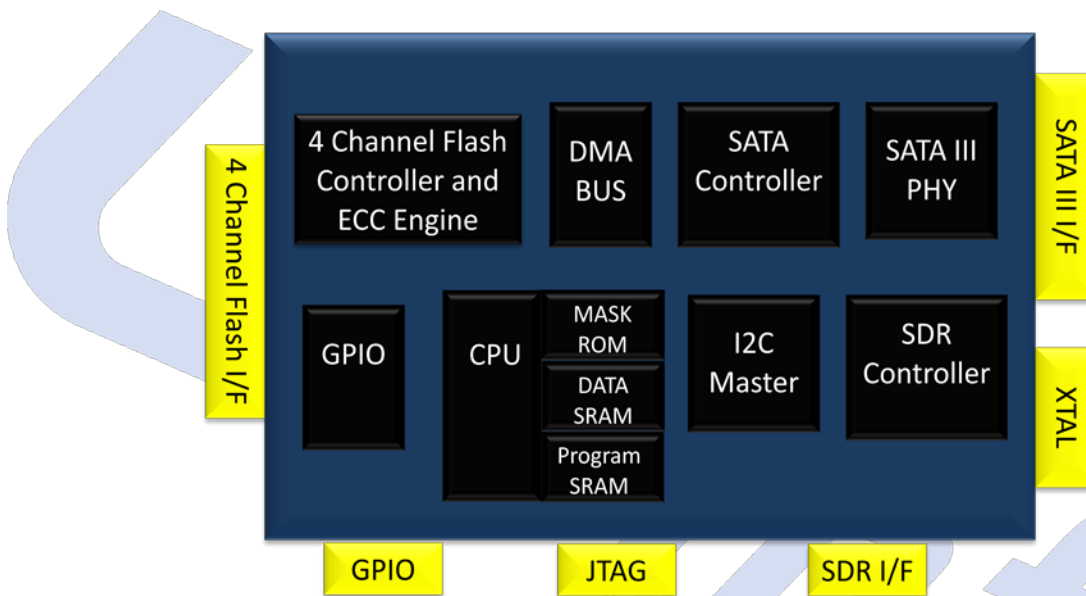 4 Channel Flash
Controller and
ECC Engine
DMA
BUS
SATA
Controller
SATA III
PHY
SATA III I/F
4 Channel Flash I/F
GPIO
CPU
MASK
ROM
DATA
SRAM
Program
SRAM
I2C
Master
SDR
Controller
XTAL
GPIO
JTAG
SDR I/F